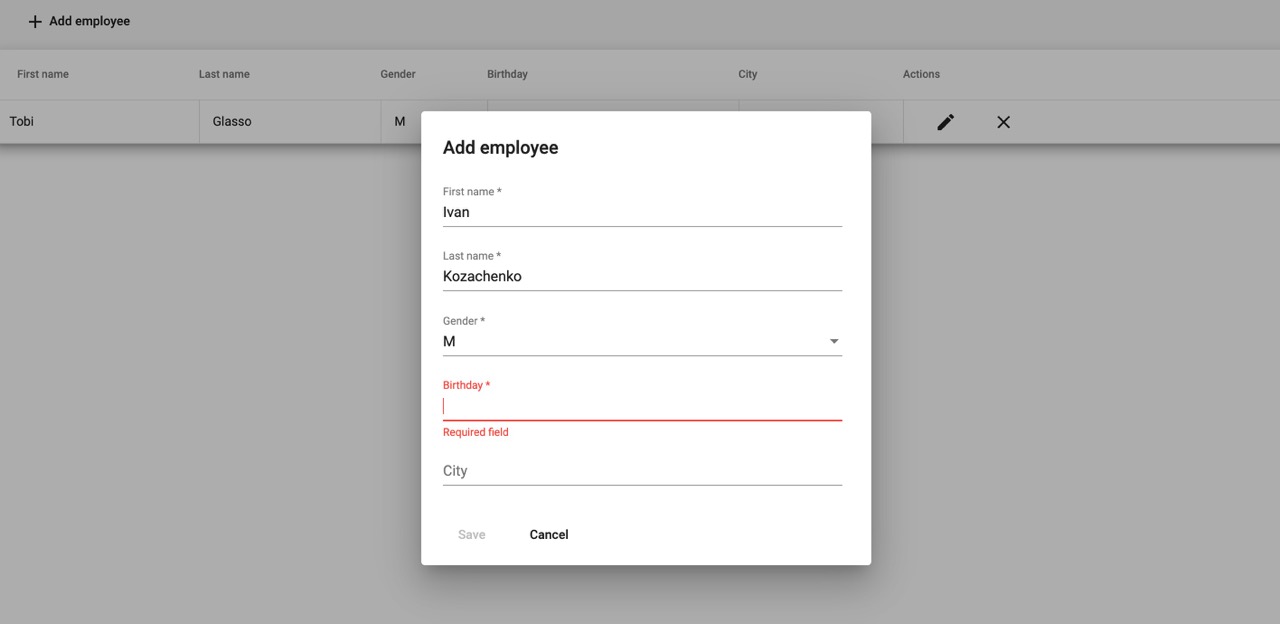 Add employee
First name Last name Gender Birthday City Actions
Tobi Glasso M
Add employee
First name *
Ivan
Last name *
Kozachenko
Gender *
M
Birthday *
Required field
City
Save Cancel